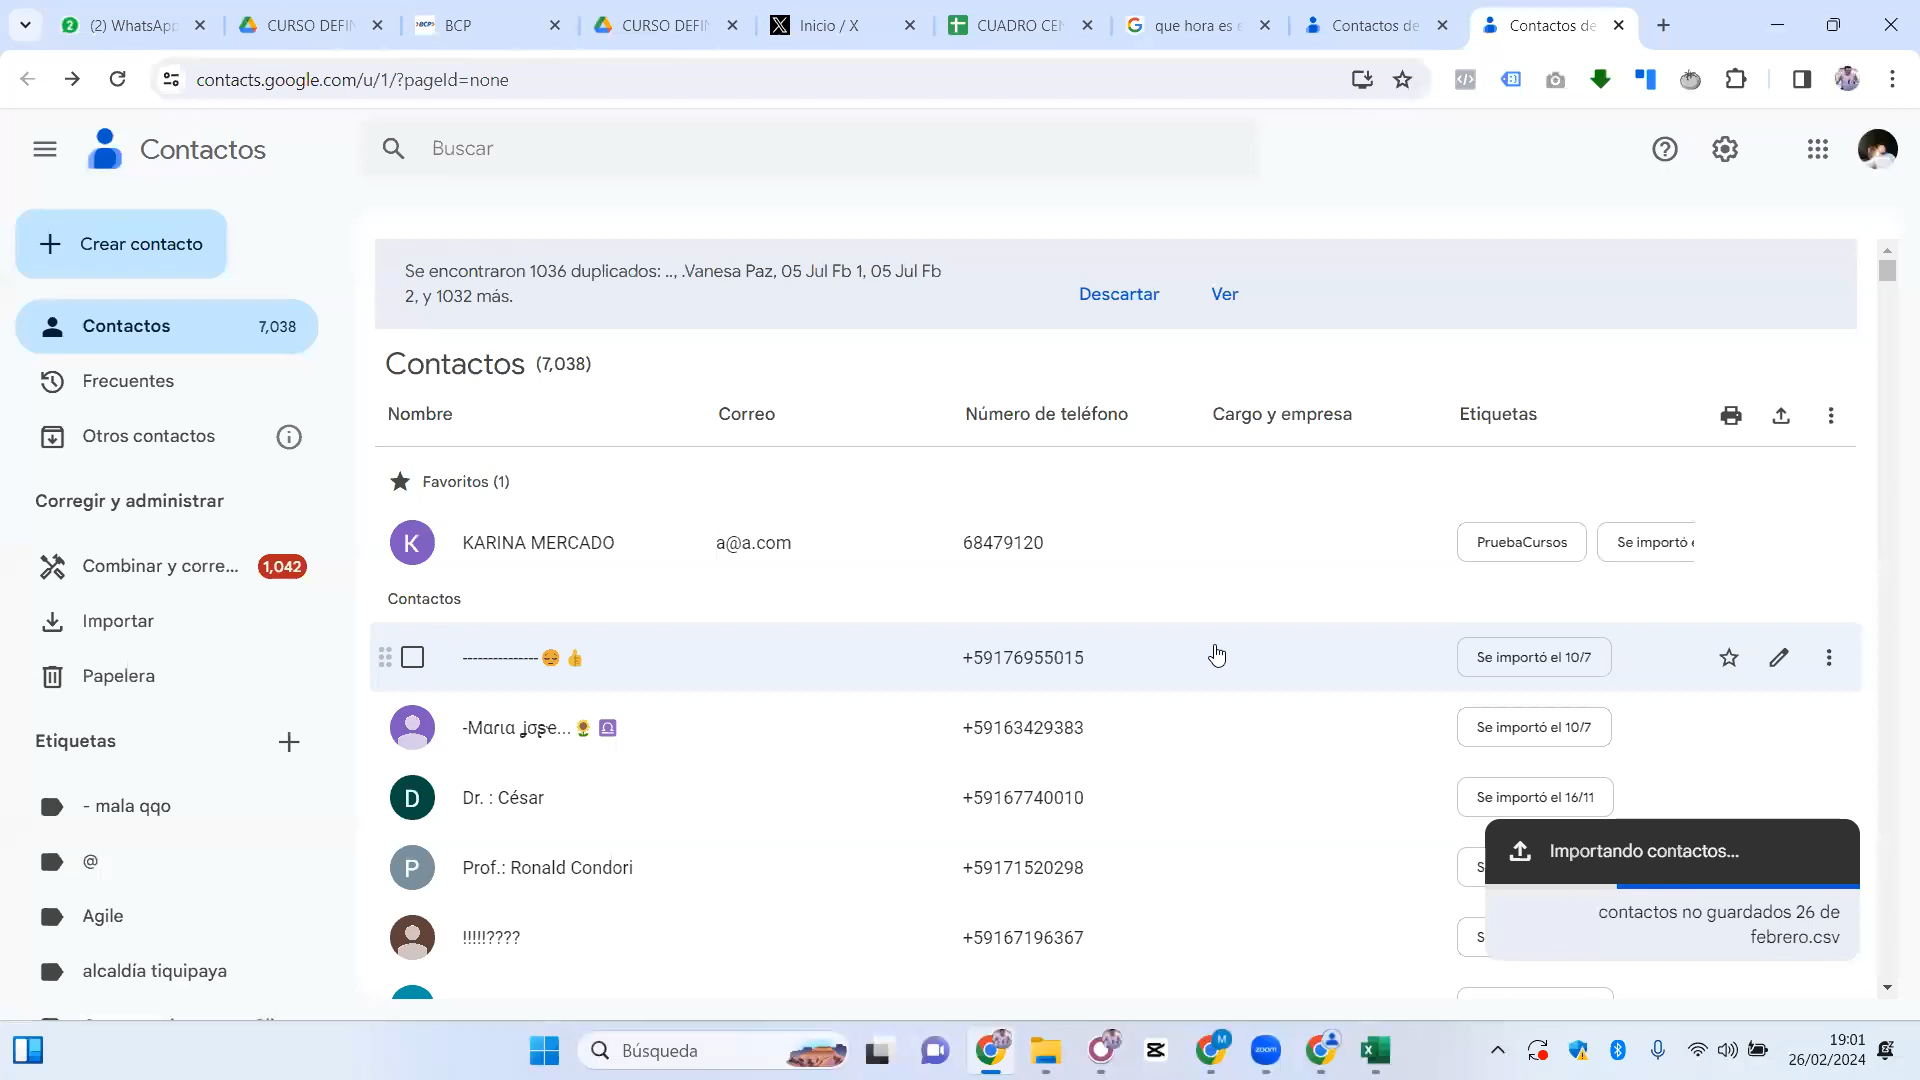 (2) WhatsApp
CURSO DEFIN
BCP
BCP
CURSO DEFIN
Inicio / X
CUADRO CEN
que hora es e
Contactos de
Contactos de
contacts.google.com/u/1/?pageId=none
Contactos
Buscar
Crear contacto
Se encontraron 1036 duplicados: .., .Vanesa Paz, 05 Jul Fb 1, 05 Jul Fb
2, y 1032 más.
Descartar
Ver
Contactos
7,038
Frecuentes
Otros contactos
Corregir y administrar
Combinar y corre...
1,042
Importar
Papelera
Etiquetas
- mala qqo
@
Agile
alcaldía tiquipaya
Contactos (7,038)
Nombre
Correo
Número de teléfono
Cargo y empresa
Etiquetas
Favoritos (1)
K
KARINA MERCADO
a@a.com
68479120
PruebaCursos
Se importó e
Contactos
---------------😔👍
+59176955015
Se importó el 10/7
-Mαɾια ʝσʂҽ...🌻♎
+59163429383
Se importó el 10/7
D
Dr. : César
+59167740010
Se importó el 16/11
P
Prof.: Ronald Condori
+59171520298
S
!!!!!????
+59167196367
S
Importando contactos...
contactos no guardados 26 de
febrero.csv
Búsqueda
M
zoom
19:01
26/02/2024